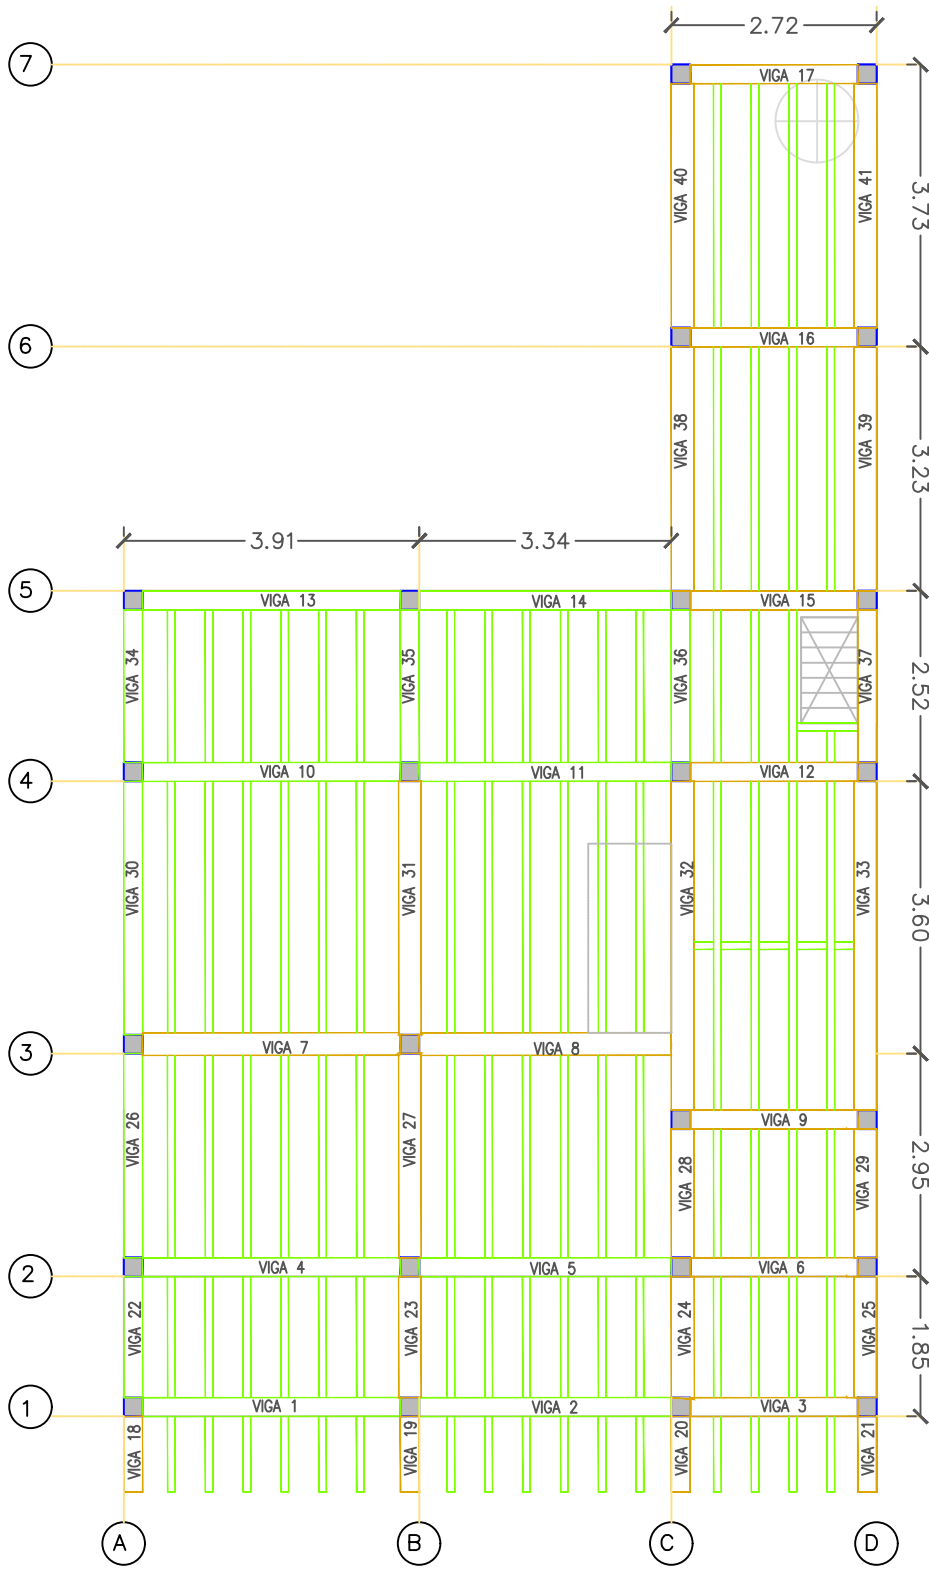 2.72
7
VIGA 17
VIGA 40
VIGA 41
3.73
6
VIGA 16
VIGA 38
VIGA 39
3.23
3.91
3.34
5
VIGA 13
VIGA 14
VIGA 15
VIGA 34
VIGA 35
VIGA 36
VIGA 37
2.52
4
VIGA 10
VIGA 11
VIGA 12
VIGA 30
VIGA 31
VIGA 32
VIGA 33
3.60
3
VIGA 7
VIGA 8
VIGA 9
VIGA 26
VIGA 27
VIGA 28
VIGA 29
2.95
2
VIGA 4
VIGA 5
VIGA 6
VIGA 22
VIGA 23
VIGA 24
VIGA 25
1.85
1
VIGA 1
VIGA 2
VIGA 3
VIGA 18
VIGA 19
VIGA 20
VIGA 21
A
B
C
D